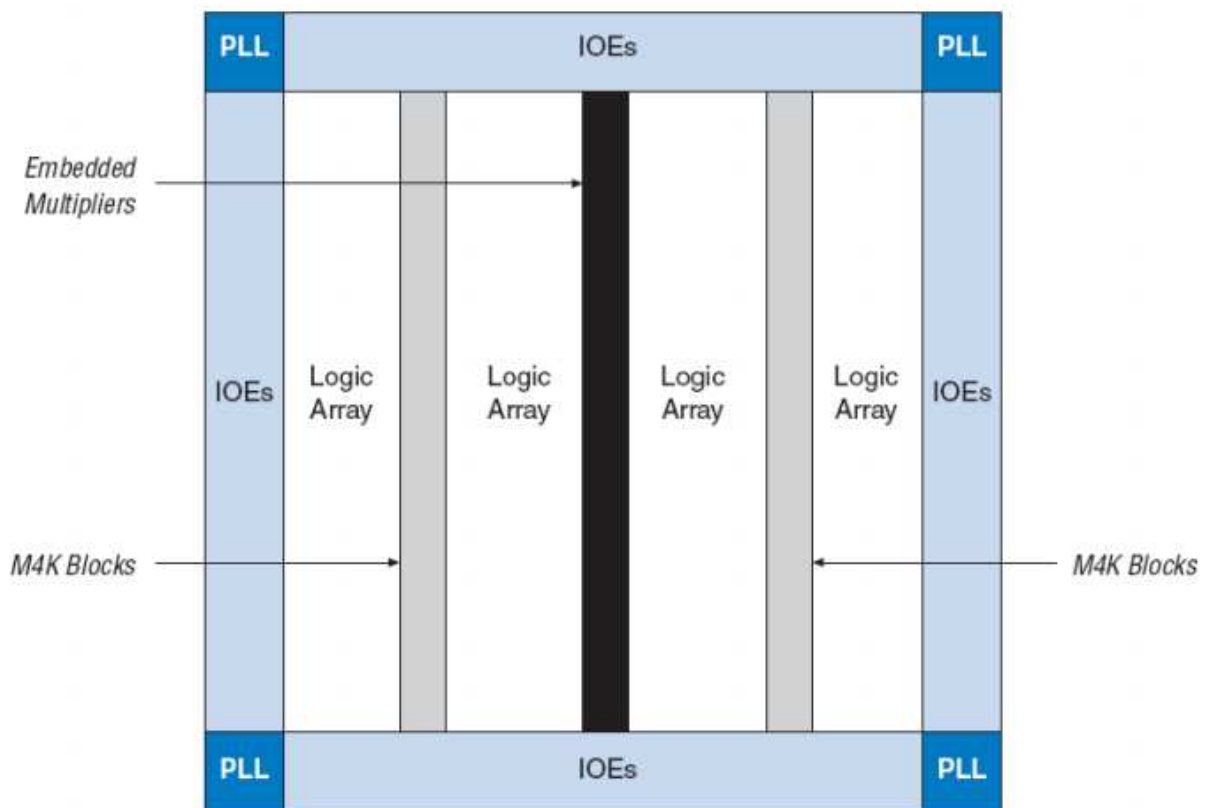 PLL IOEs PLL
Embedded
Multipliers
IOEs
Logic
Array
Logic
Array
Logic
Array
Logic
Array
IOEs
M4K Blocks
M4K Blocks
PLL IOEs PLL